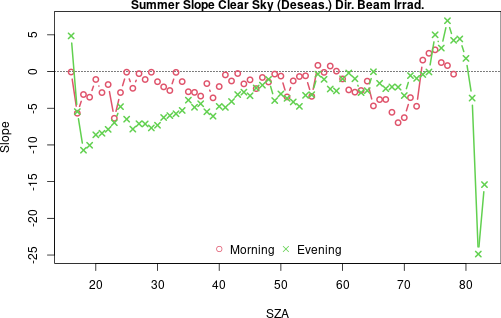 Summer Slope Clear Sky (Deseas.) Dir. Beam Irrad.
5
0
-5
-10
-15
-20
-25
Slope
Morning Evening
20 30 40 50 60 70 80
SZA